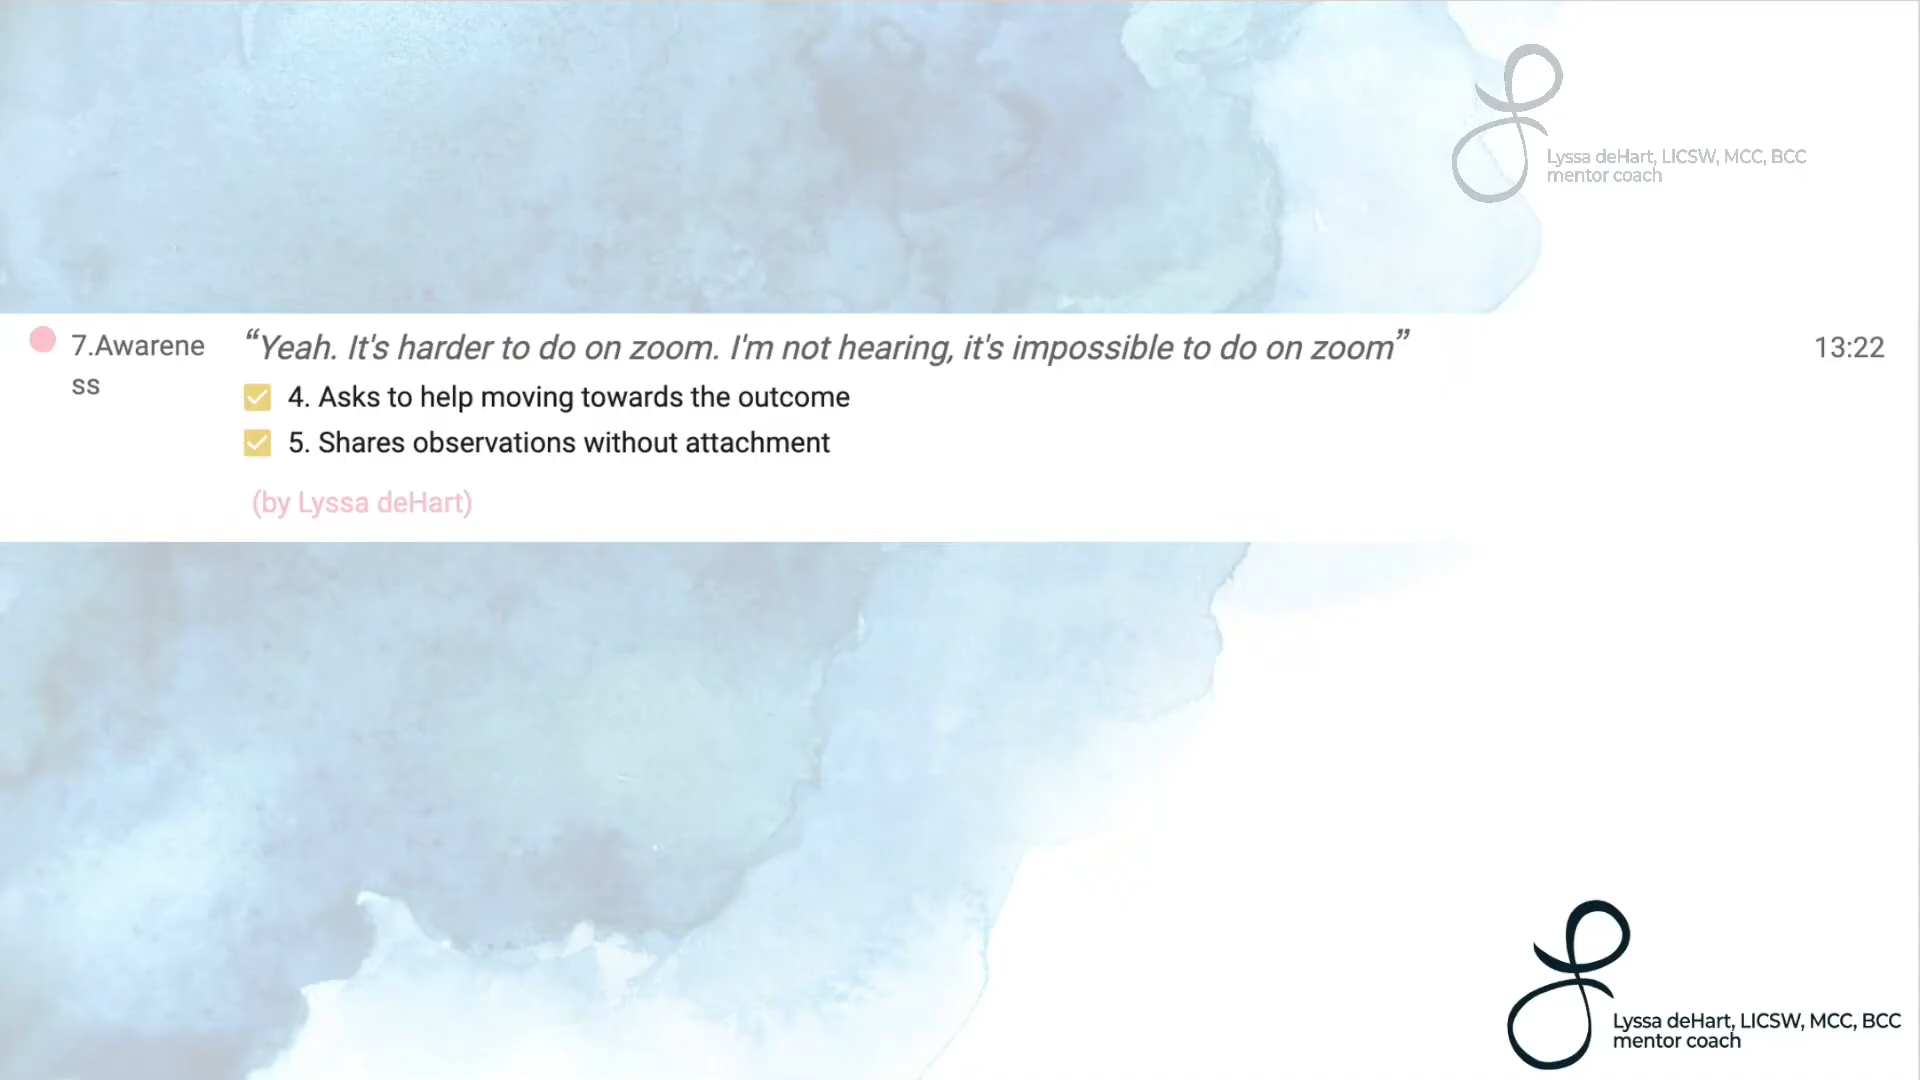 Lyssa deHart, LICSW, MCC, BCC
mentor coach
7.Awarene
ss
“Yeah. It's harder to do on zoom. I'm not hearing, it's impossible to do on zoom”
13:22
4. Asks to help moving towards the outcome
5. Shares observations without attachment
(by Lyssa deHart)
Lyssa deHart, LICSW, MCC, BCC
mentor coach